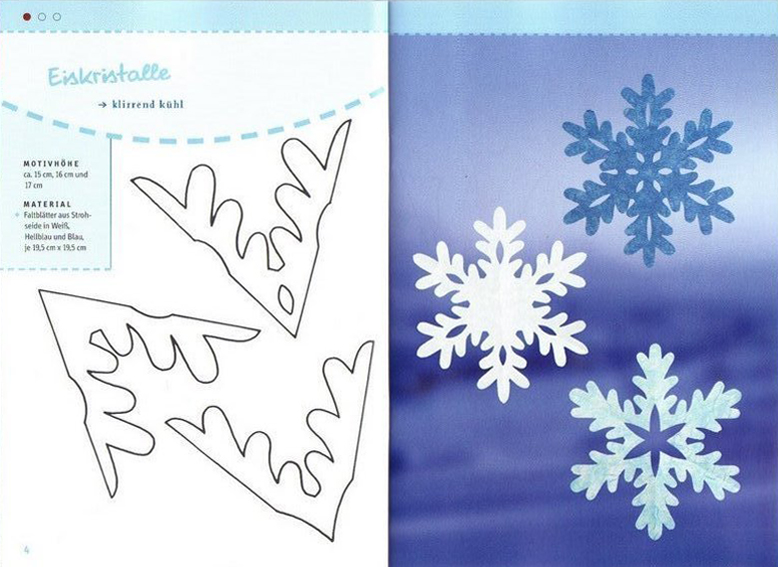 Eiskristalle
→ klirrend kühl
MOTIVHÖHE
ca. 15 cm, 16 cm und
17 cm
MATERIAL
+ Faltblätter aus Stroh-
seide in Weiß,
Hellblau und Blau,
je 19,5 cm x 19,5 cm
4